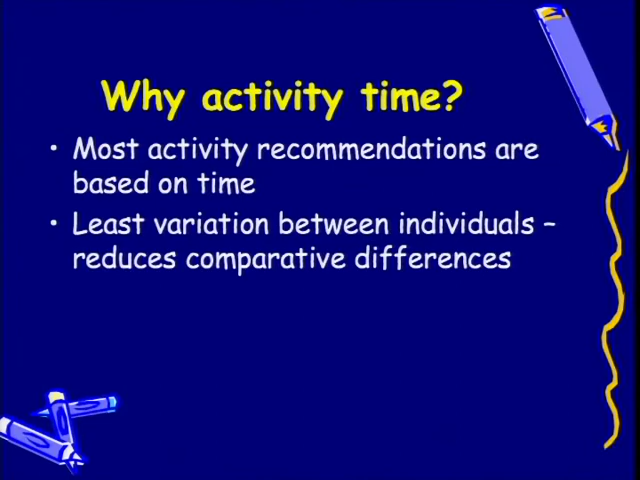 Why activity time?
• Most activity recommendations are
based on time
• Least variation between individuals –
reduces comparative differences